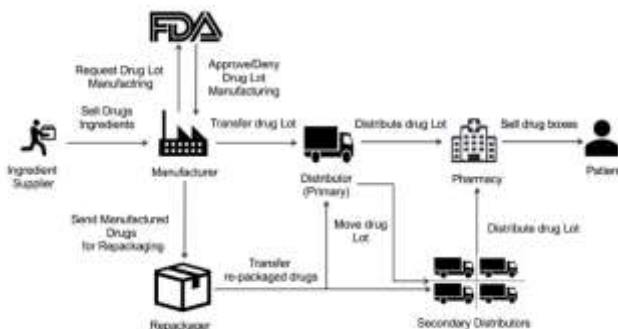 FDA
Request Drug Lot
Manufactring
Approve/Deny
Drug Lot
Manufacturing
Sell Drugs
Ingredients
Transfer drug Lot
Distribute drug Lot
Sell drug boxes
Ingredient
Supplier
Manufacturer
Distributor
(Primary)
Pharmacy
Patient
Send Manufactured
Drugs
for Repackaging
Move drug
Lot
Distribute drug Lot
Transfer
re-packaged drugs
Repackager
Secondary Distributors